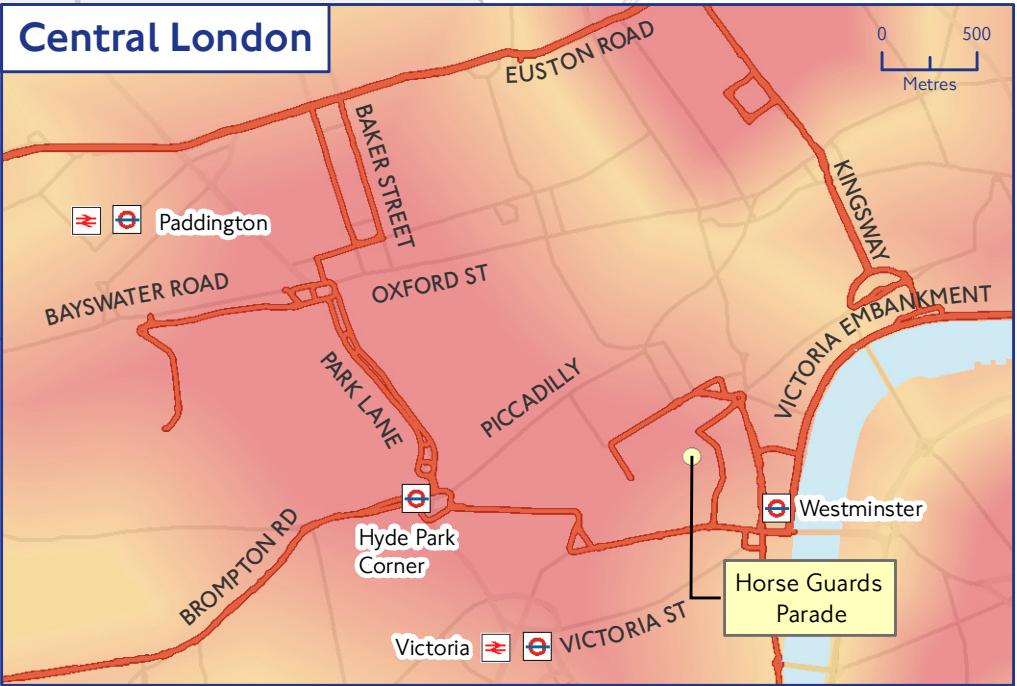 Central London
0 500
Metres
EUSTON ROAD
BAKER STREET
KINGSWAY
Paddington
BAYSWATER ROAD
OXFORD ST
VICTORIA EMBANKMENT
PARK LANE
PICCADILLY
Hyde Park
Corner
Westminster
BROMPTON RD
Horse Guards
Parade
Victoria
VICTORIA ST